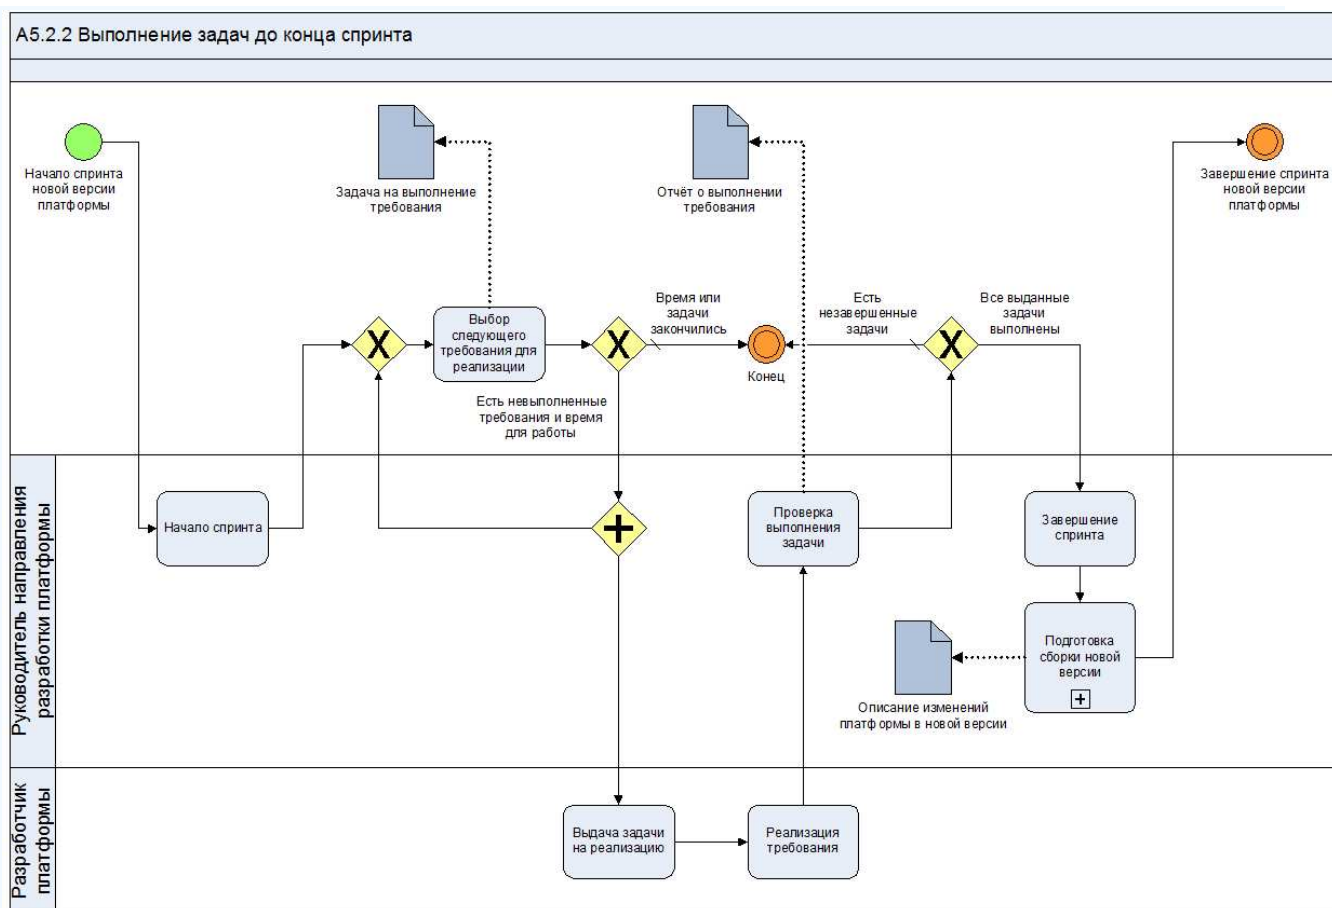 А5.2.2 Выполнение задач до конца спринта
Начало спринта
новой версии
платформы
Задача на выполнение
требования
Отчёт о выполнении
требования
Завершение спринта
новой версии
платформы
Выбор
следующего
требования для
реализации
Время или
задачи
закончились
Конец
Есть
незавершенные
задачи
Все выданные
задачи
выполнены
Есть невыполненные
требования и время
для работы
Руководитель направления
разработки платформы
Начало спринта
Проверка
выполнения
задачи
Завершение
спринта
Подготовка
сборки новой
версии
Описание изменений
платформы в новой версии
Разработчик
платформы
Выдача задачи
на реализацию
Реализация
требования